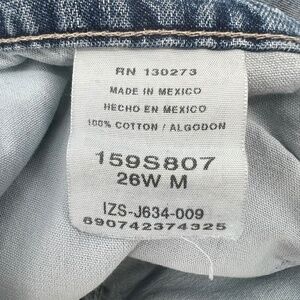 RN 130273
MADE IN MEXICO
HECHO EN MEXICO
100% COTTON / ALGODON
159S807
26W M
IZS-J634-009
690742374325